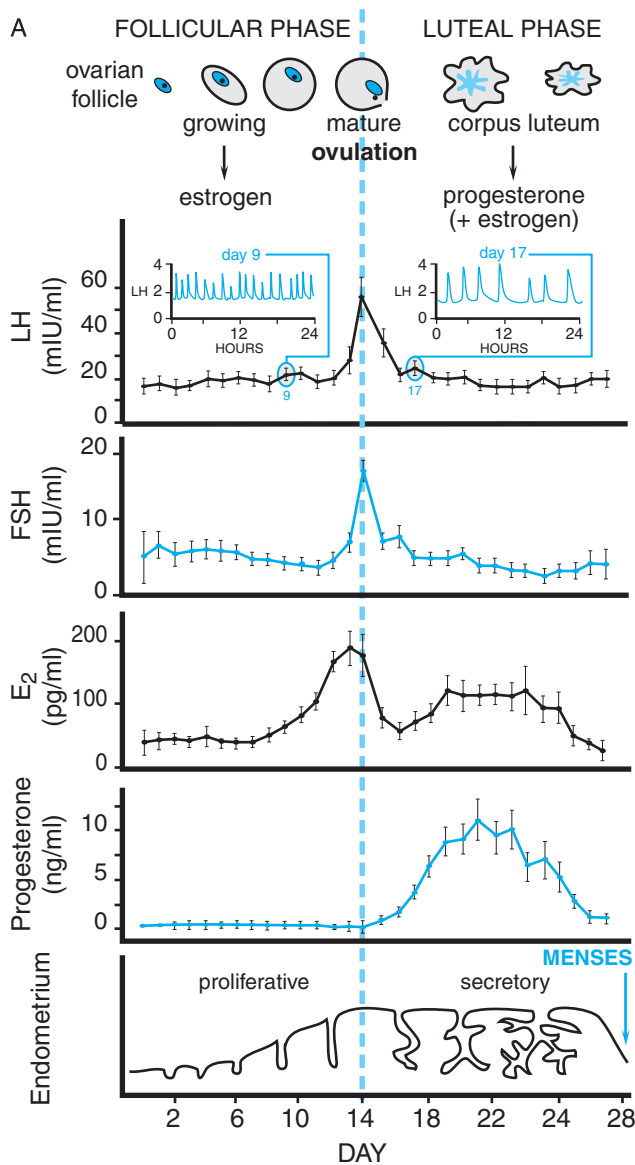 A
FOLLICULAR PHASE
LUTEAL PHASE
ovarian
follicle
growing
mature
ovulation
corpus luteum
estrogen
progesterone
(+ estrogen)
LH
(mIU/ml)
60
40
20
0
day 9
4
LH 2
0
0 12 24
HOURS
9
day 17
4
LH 2
0
0 12 24
HOURS
17
FSH
(mIU/ml)
20
10
0
E2
(pg/ml)
200
100
0
Progesterone
(ng/ml)
10
5
0
Endometrium
proliferative
secretory
MENSES
2 6 10 14 18 22 24 28
DAY